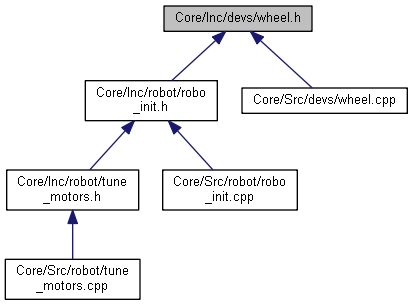 Core/Inc/devs/wheel.h
Core/Inc/robot/robo
_init.h
Core/Src/devs/wheel.cpp
Core/Inc/robot/tune
_motors.h
Core/Src/robot/robo
_init.cpp
Core/Src/robot/tune
_motors.cpp